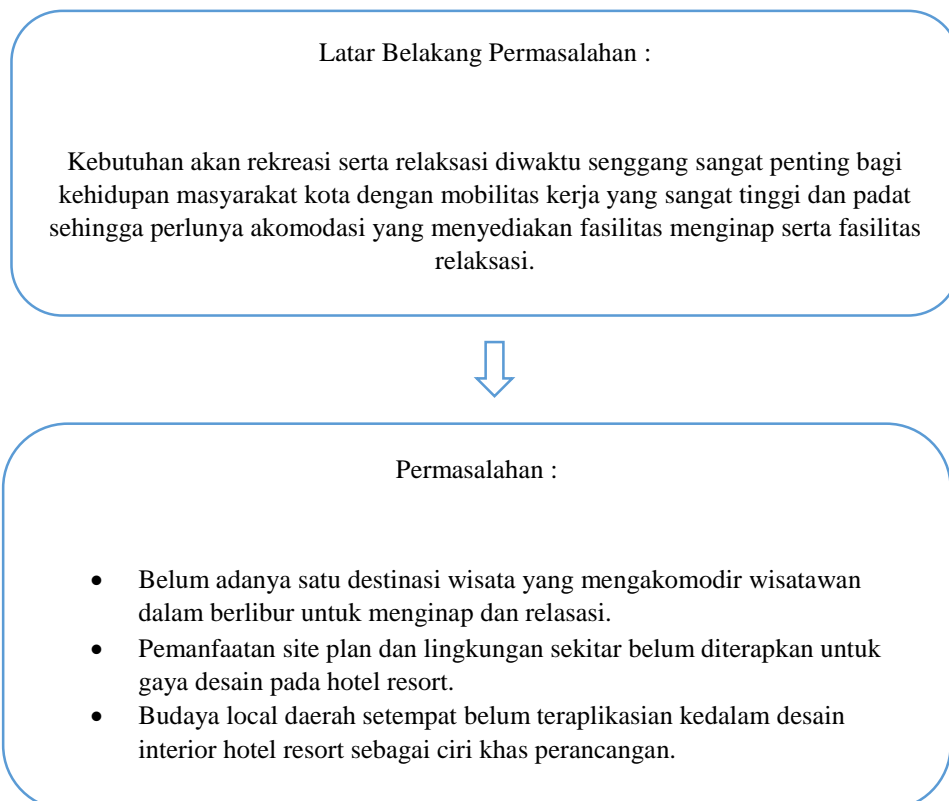 Latar Belakang Permasalahan :
Kebutuhan akan rekreasi serta relaksasi diwaktu senggang sangat penting bagi
kehidupan masyarakat kota dengan mobilitas kerja yang sangat tinggi dan padat
sehingga perlunya akomodasi yang menyediakan fasilitas menginap serta fasilitas
relaksasi.
Permasalahan :
• Belum adanya satu destinasi wisata yang mengakomodir wisatawan
dalam berlibur untuk menginap dan relasasi.
• Pemanfaatan site plan dan lingkungan sekitar belum diterapkan untuk
gaya desain pada hotel resort.
• Budaya local daerah setempat belum teraplikasian kedalam desain
interior hotel resort sebagai ciri khas perancangan.